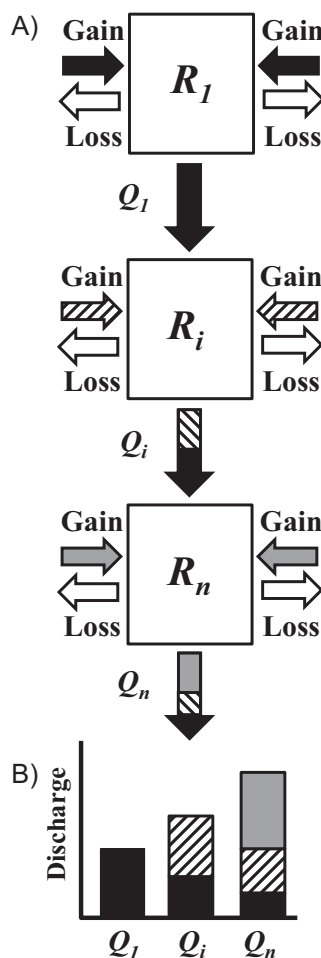 A)
Gain Gain
R1
Loss Loss
Q1
Gain Gain
Ri
Loss Loss
Qi
Gain Gain
Rn
Loss Loss
Qn
B)
Discharge
Q1 Qi Qn